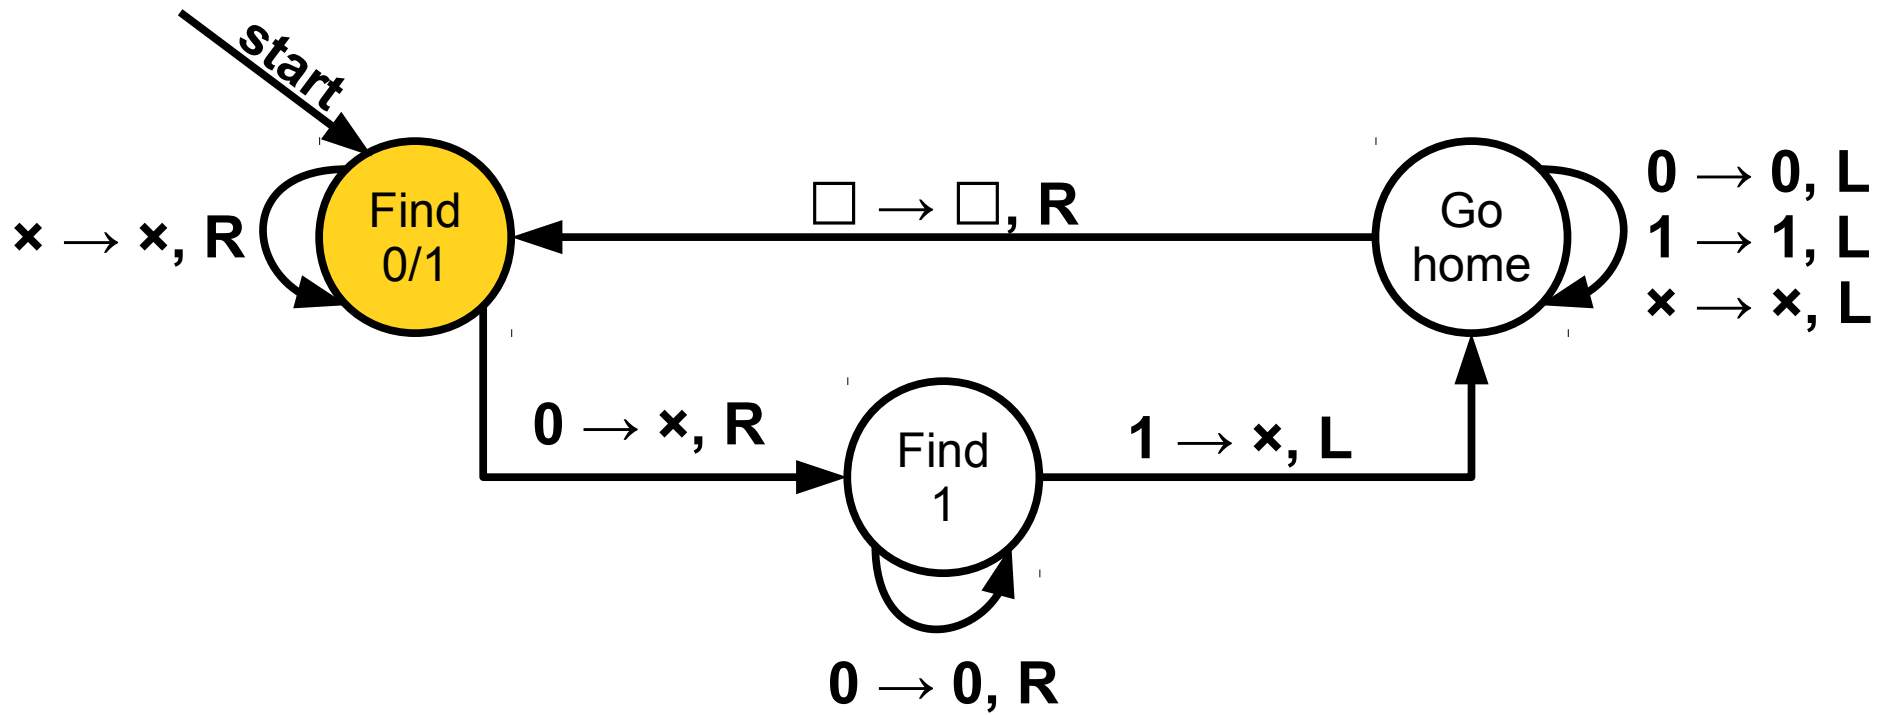 start
× → ×, R
Find
0/1
□ → □, R
Go
home
0 → 0, L
1 → 1, L
× → ×, L
0 → ×, R
Find
1
1 → ×, L
0 → 0, R